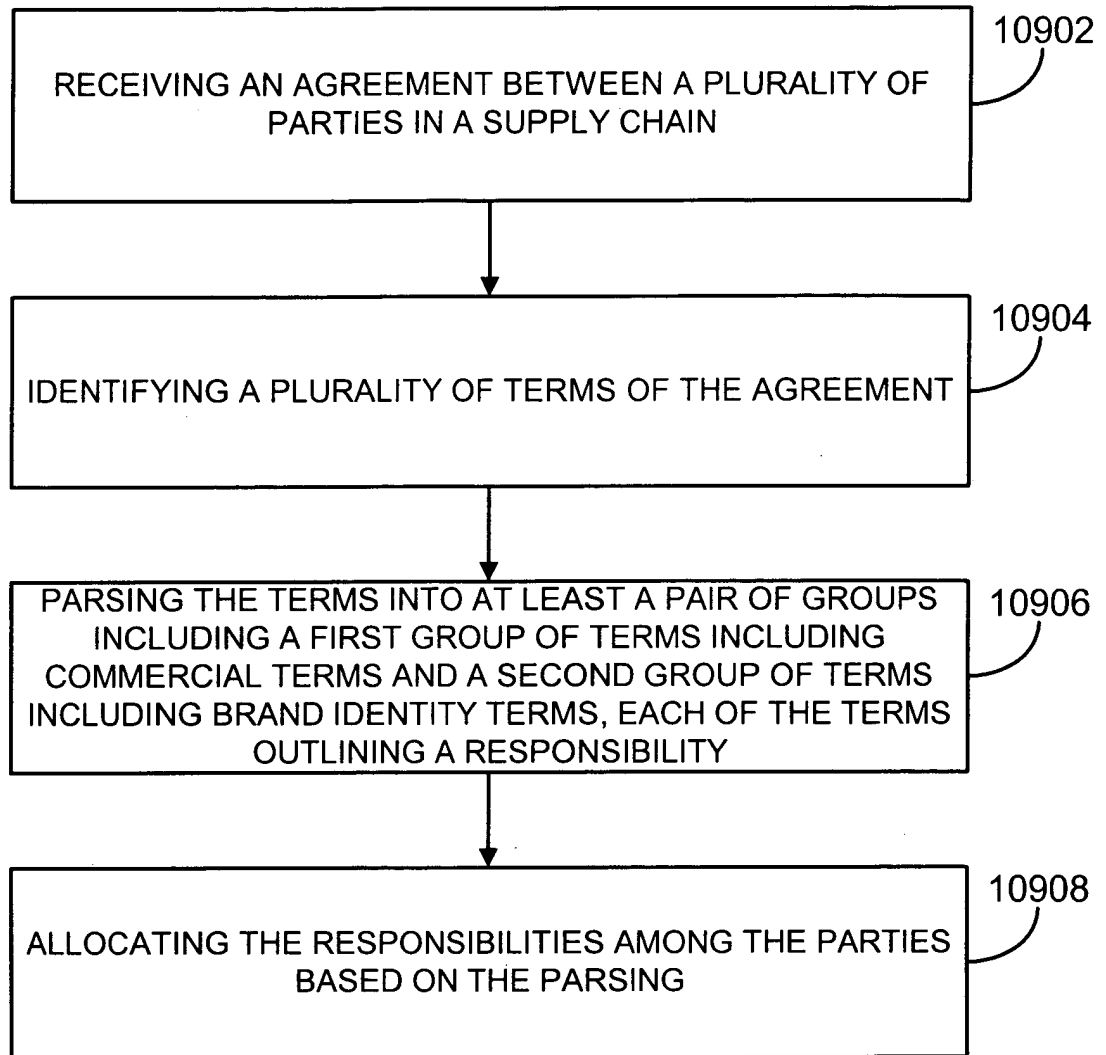 10902
RECEIVING AN AGREEMENT BETWEEN A PLURALITY OF
PARTIES IN A SUPPLY CHAIN
10904
IDENTIFYING A PLURALITY OF TERMS OF THE AGREEMENT
10906
PARSING THE TERMS INTO AT LEAST A PAIR OF GROUPS
INCLUDING A FIRST GROUP OF TERMS INCLUDING
COMMERCIAL TERMS AND A SECOND GROUP OF TERMS
INCLUDING BRAND IDENTITY TERMS, EACH OF THE TERMS
OUTLINING A RESPONSIBILITY
10908
ALLOCATING THE RESPONSIBILITIES AMONG THE PARTIES
BASED ON THE PARSING